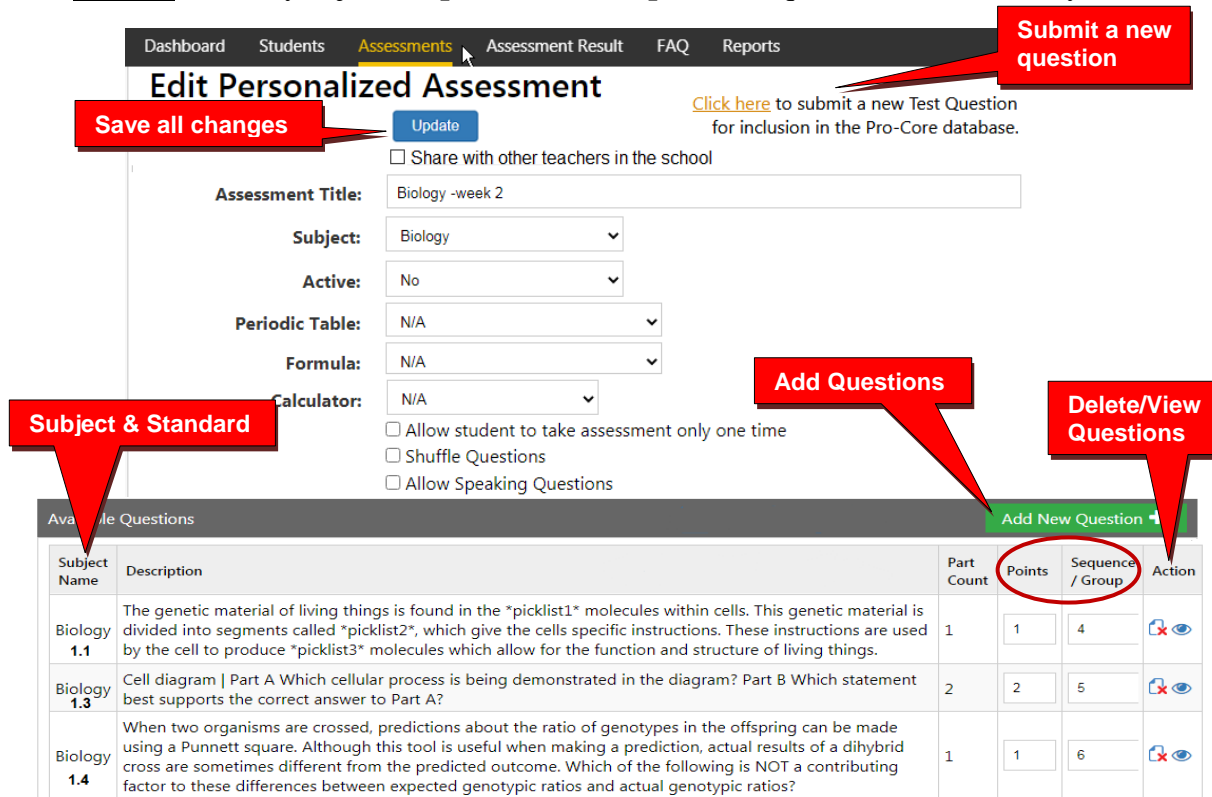 Dashboard Students Assessments Assessment Result FAQ Reports
Submit a new
question
Edit Personalized Assessment
Click here to submit a new Test Question
for inclusion in the Pro-Core database.
Save all changes
Update
Share with other teachers in the school
Assessment Title: Biology -week 2
Subject: Biology
Active: No
Periodic Table: N/A
Formula: N/A
Calculator: N/A
Add Questions
Delete/View
Questions
Subject & Standard
Allow student to take assessment only one time
Shuffle Questions
Allow Speaking Questions
Questions
Add New Question
Subject Name Description Part Count Points Sequence / Group Action
The genetic material of living things is found in the *picklist1* molecules within cells. This genetic material is
Biology divided into segments called *picklist2*, which give the cells specific instructions. These instructions are used 1 1 4
1.1 by the cell to produce *picklist3* molecules which allow for the function and structure of living things.
Biology Cell diagram | Part A Which cellular process is being demonstrated in the diagram? Part B Which statement 2 2 5
1.3 best supports the correct answer to Part A?
When two organisms are crossed, predictions about the ratio of genotypes in the offspring can be made
using a Punnett square. Although this tool is useful when making a prediction, actual results of a dihybrid
Biology cross are sometimes different from the predicted outcome. Which of the following is NOT a contributing 1 1 6
1.4 factor to these differences between expected genotypic ratios and actual genotypic ratios?